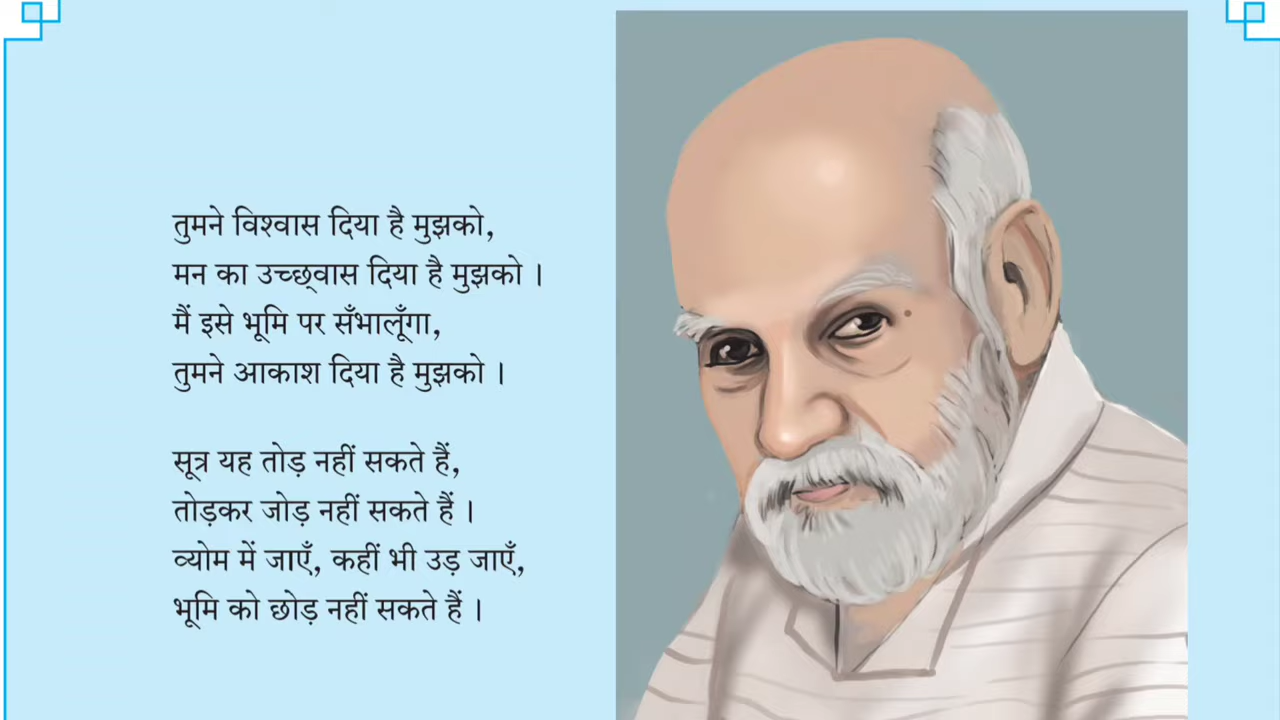 तुमने विश्वास दिया है मुझको,
मन का उच्छ्‌वास दिया है मुझको ।
मैं इसे भूमि पर सँभालूँगा,
तुमने आकाश दिया है मुझको ।
सूत्र यह तोड़ नहीं सकते हैं,
तोड़कर जोड़ नहीं सकते हैं ।
व्योम में जाएँ, कहीं भी उड़ जाएँ,
भूमि को छोड़ नहीं सकते हैं ।